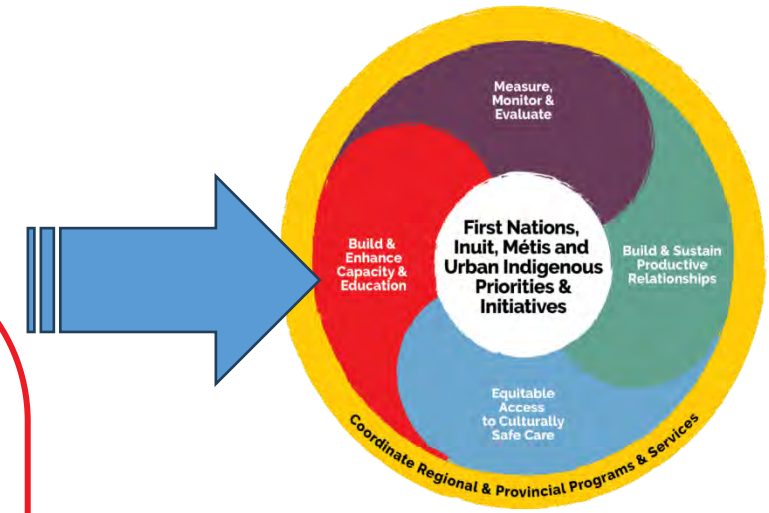 Measure,
Monitor &
Evaluate
Build &
Enhance
Capacity &
Education
First Nations,
Inuit, Métis and
Urban Indigenous
Priorities &
Initiatives
Build & Sustain
Productive
Relationships
Equitable
Access
to Culturally
Safe Care
Coordinate Regional & Provincial Programs & Services